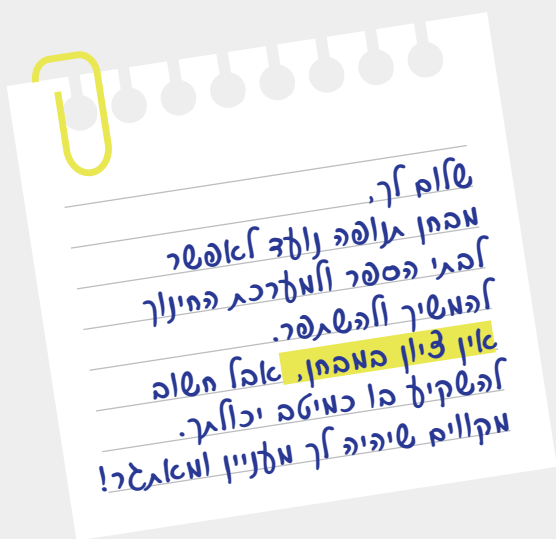 שלום לך,
מבחן תנופה נועד לאפשר
לבתי הספר ולמערכת החינוך
להמשיך ולהשתפר.
אין ציון במבחן, אבל חשוב
להשקיע בו כמיטב יכולתך.
מקווים שיהיה לך מעניין ומאתגר!